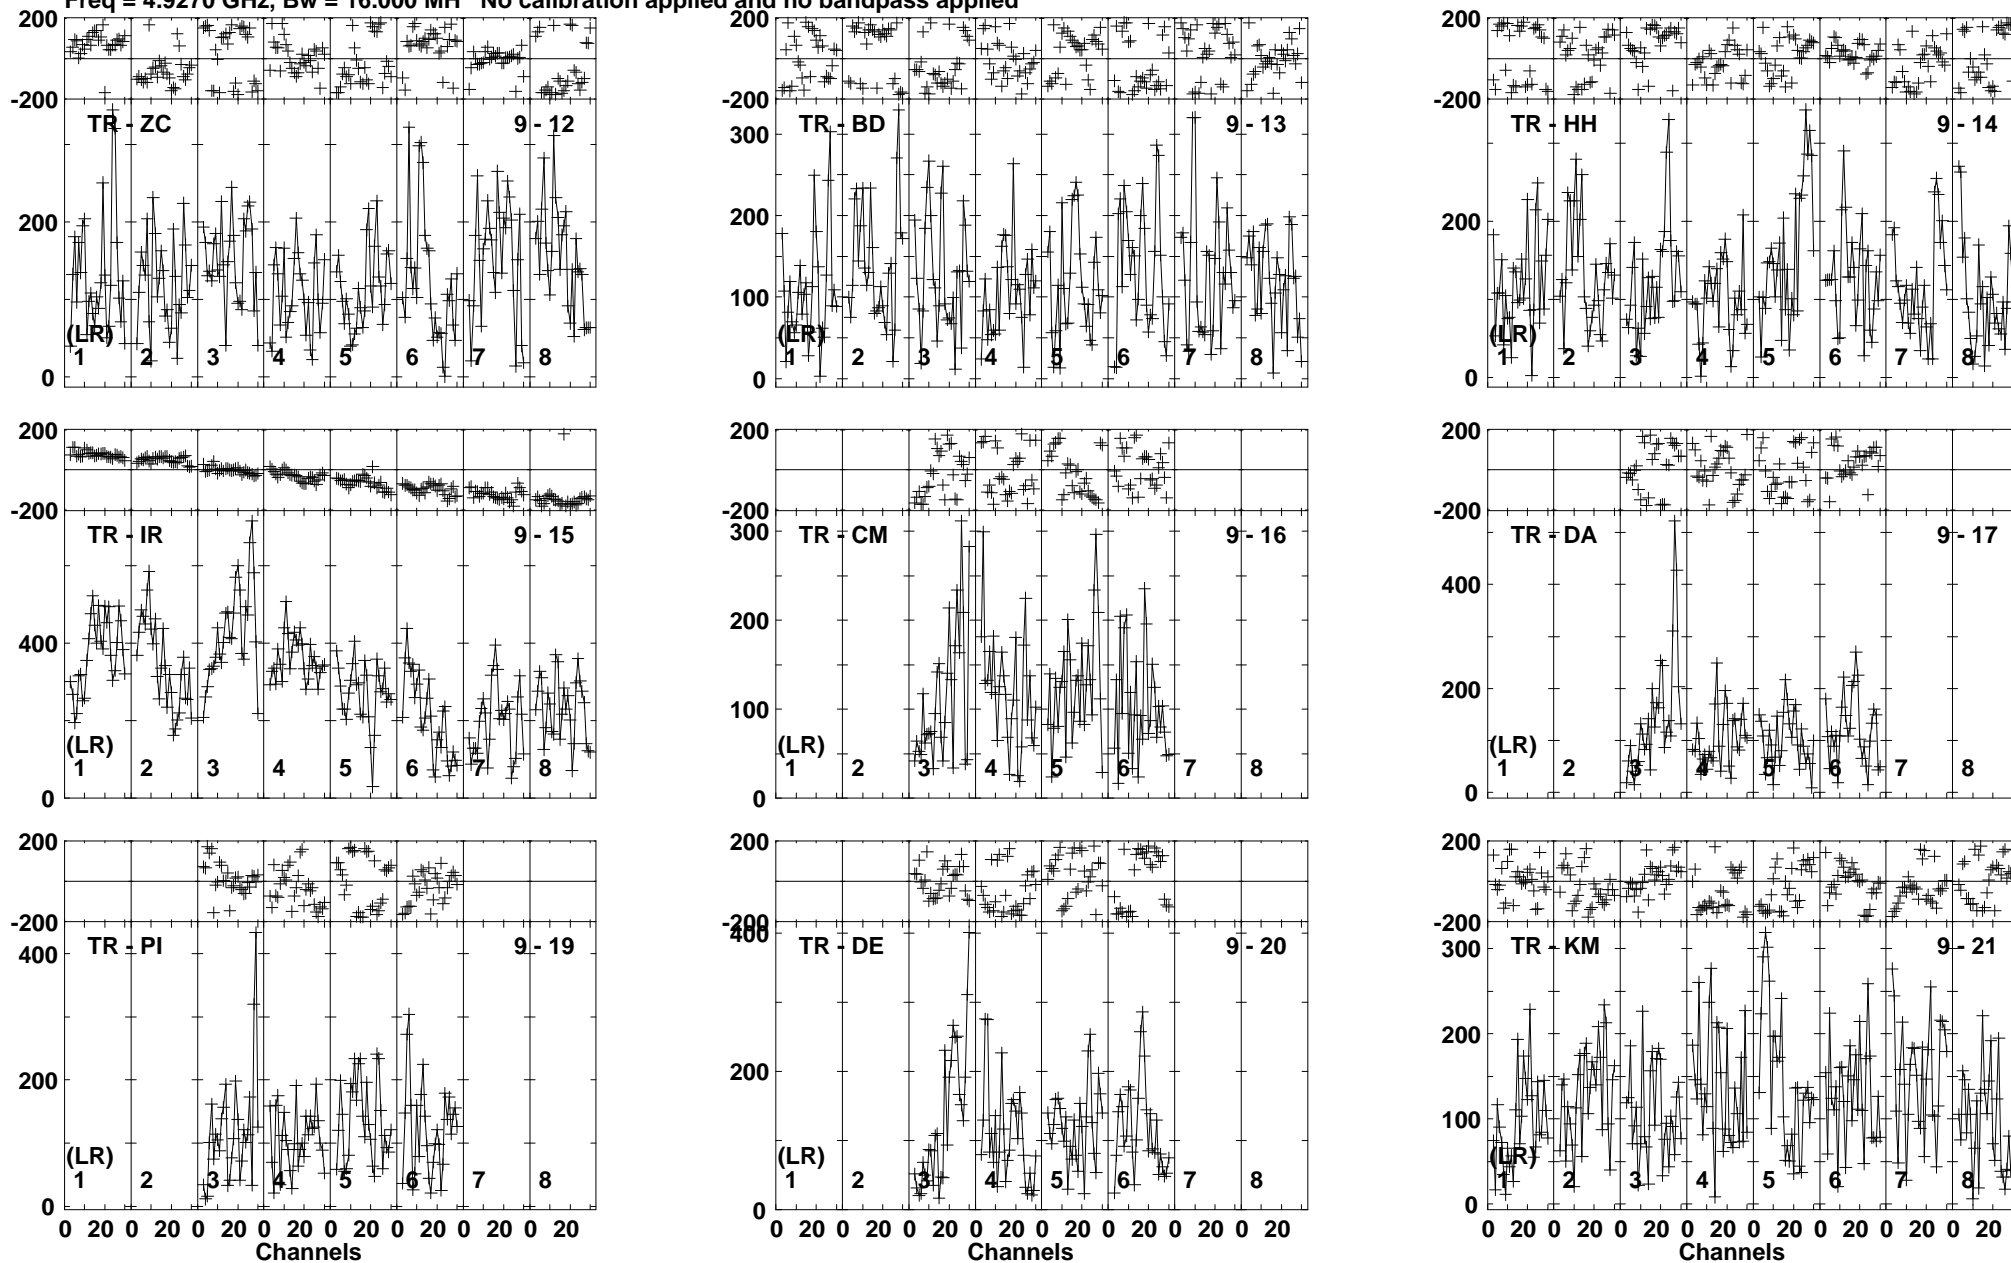 Freq = 4.9270 GHz, Bw = 16.000 MH No calibration applied and no bandpass applied
200 200 200
-200 -200 -200
TR - ZC 9 - 12 TR - BD 9 - 13 TR - HH 9 - 14
300
200 200 200
100
(LR) (LR) (LR)
1 2 3 4 5 6 7 8 1 2 3 4 5 6 7 8 1 2 3 4 5 6 7 8
0 0 0
200 200 200
-200 -200 -200
TR - IR 9 - 15 TR - CM 9 - 16 TR - DA 9 - 17
300
400
400 200
200
100
(LR) (LR) (LR)
1 2 3 4 5 6 7 8 1 2 3 4 5 6 7 8 1 2 3 4 5 6 7 8
0 0 0
200 200 200
-200 -200 -200
TR - PI 9 - 19 TR - DE 9 - 20 TR - KM 9 - 21
400 400 300
200 200 200
100
(LR) (LR) (LR)
1 2 3 4 5 6 7 8 1 2 3 4 5 6 7 8 1 2 3 4 5 6 7 8
0 0 0
0 20 0 20 0 20 0 20 0 20 0 20 0 20 0 20 0 20 0 20 0 20 0 20 0 20 0 20 0 20 0 20 0 20 0 20 0 20 0 20 0 20 0 20 0 20 0 20
Channels Channels Channels